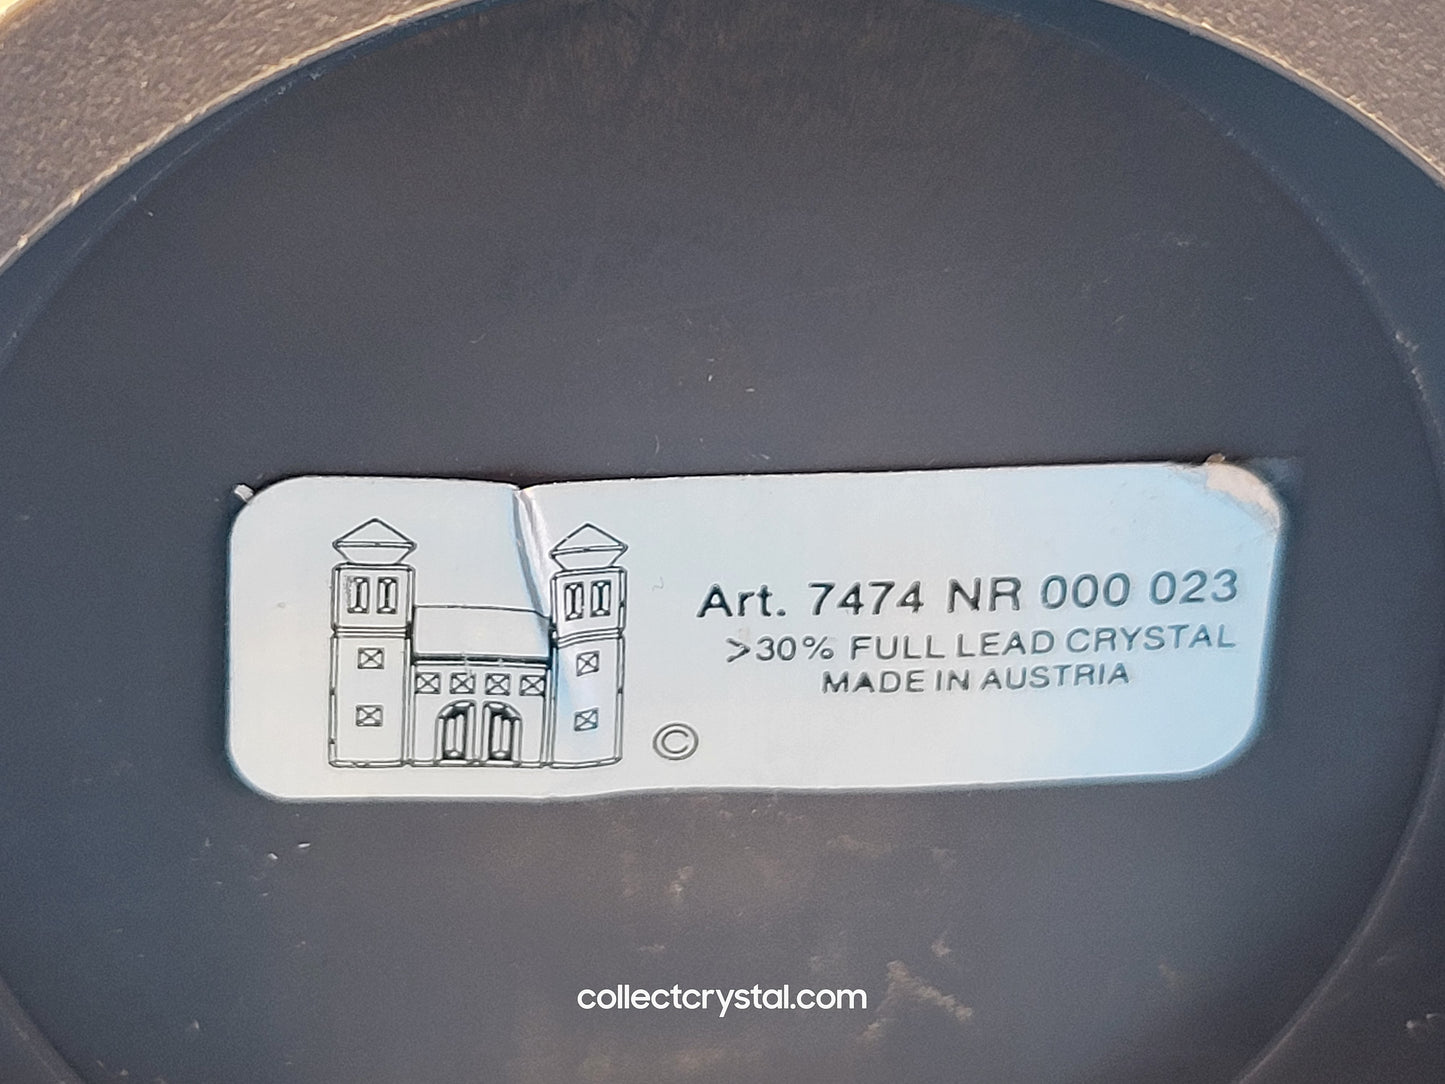 Art. 7474 NR 000 023
>30% FULL LEAD CRYSTAL
MADE IN AUSTRIA
©
collectcrystal.com